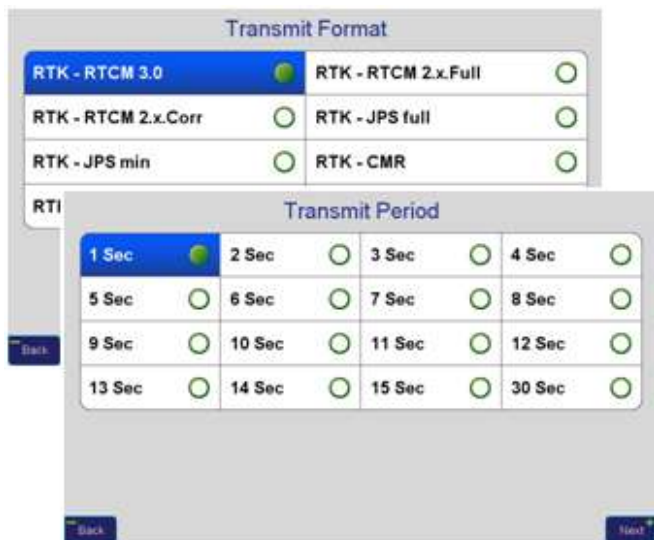 Transmit Format
RTK - RTCM 3.0 RTK - RTCM 2.x.Full
RTK - RTCM 2.x.Corr RTK - JPS full
RTK - JPS min RTK - CMR
Transmit Period
1 Sec 2 Sec 3 Sec 4 Sec
5 Sec 6 Sec 7 Sec 8 Sec
9 Sec 10 Sec 11 Sec 12 Sec
Back
13 Sec 14 Sec 15 Sec 30 Sec
Back Next